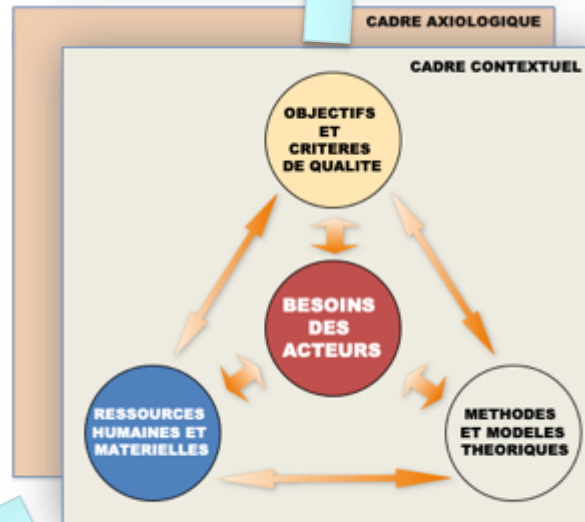 CADRE AXIOLOGIQUE
CADRE CONTEXTUEL
OBJECTIFS
ET
CRITERES
DE QUALITE
BESOINS
DES
ACTEURS
RESSOURCES
HUMAINES ET
MATERIELLES
METHODES
ET MODELES
THEORIQUES